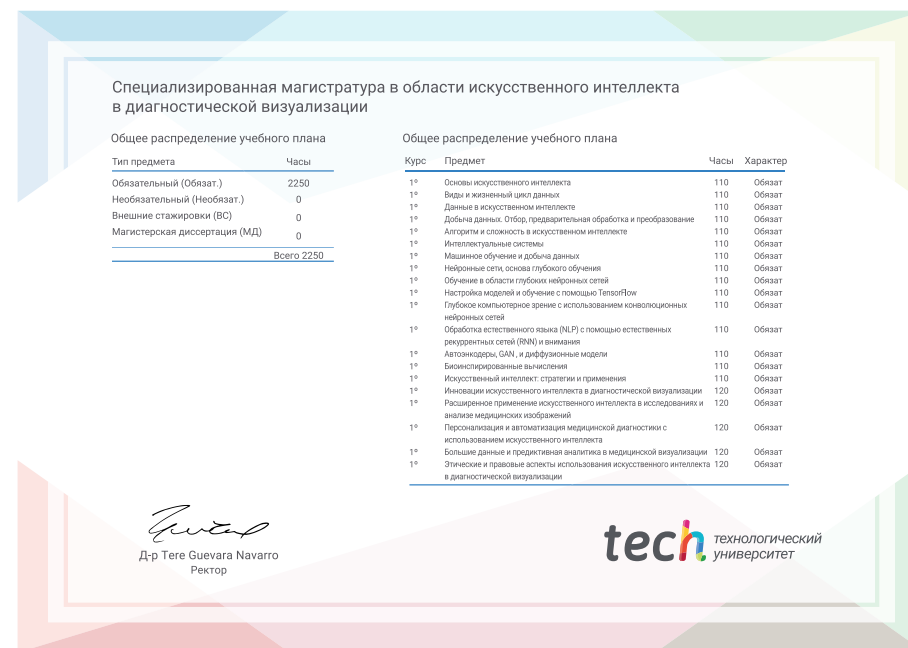 Специализированная магистратура в области искусственного интеллекта
в диагностической визуализации
Общее распределение учебного плана
Тип предмета Часы
Обязательный (Обязат.) 2250
Необязательный (Необязат.) 0
Внешние стажировки (ВС) 0
Магистерская диссертация (МД) 0
Всего 2250
Общее распределение учебного плана
Курс Предмет Часы Характер
1º Основы искусственного интеллекта 110 Обязат
1º Виды и жизненный цикл данных 110 Обязат
1º Данные в искусственном интеллекте 110 Обязат
1º Добыча данных. Отбор, предварительная обработка и преобразование 110 Обязат
1º Алгоритм и сложность в искусственном интеллекте 110 Обязат
1º Интеллектуальные системы 110 Обязат
1º Машинное обучение и добыча данных 110 Обязат
1º Нейронные сети, основа глубокого обучения 110 Обязат
1º Обучение в области глубоких нейронных сетей 110 Обязат
1º Настройка моделей и обучение с помощью TensorFlow 110 Обязат
1º Глубокое компьютерное зрение с использованием конволюционных 110 Обязат
нейронных сетей
1º Обработка естественного языка (NLP) с помощью естественных 110 Обязат
рекуррентных сетей (RNN) и внимания
1º Автоэнкодеры, GAN , и диффузионные модели 110 Обязат
1º Биоинспирированные вычисления 110 Обязат
1º Искусственный интеллект: стратегии и применения 110 Обязат
1º Инновации искусственного интеллекта в диагностической визуализации 120 Обязат
1º Расширенное применение искусственного интеллекта в исследованиях и 120 Обязат
анализе медицинских изображений
1º Персонализация и автоматизация медицинской диагностики с 120 Обязат
использованием искусственного интеллекта
1º Большие данные и предиктивная аналитика в медицинской визуализации 120 Обязат
1º Этические и правовые аспекты использования искусственного интеллекта 120 Обязат
в диагностической визуализации
Д-р Tere Guevara Navarro
Ректор
tech технологический
университет